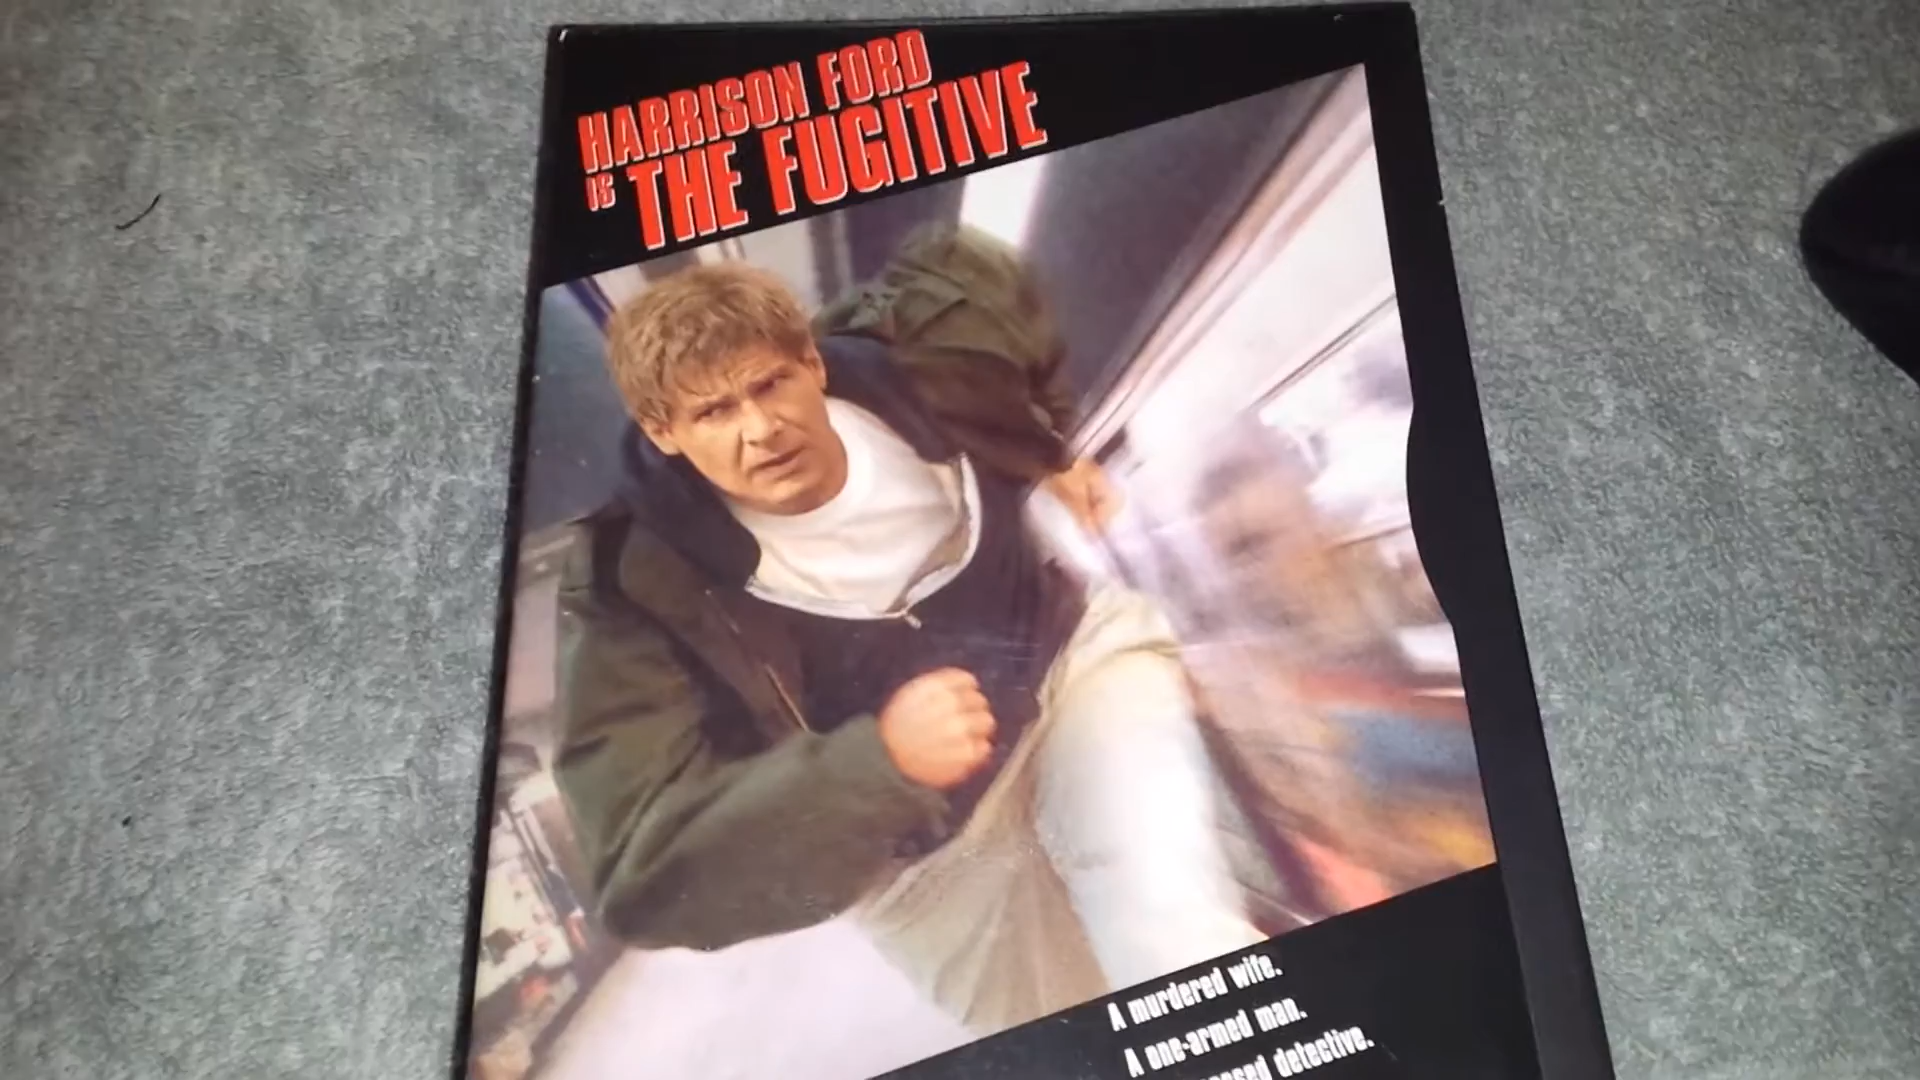 HARRISON FORD
IS THE FUGITIVE
A murdered wife.
A one-armed man.
detective.